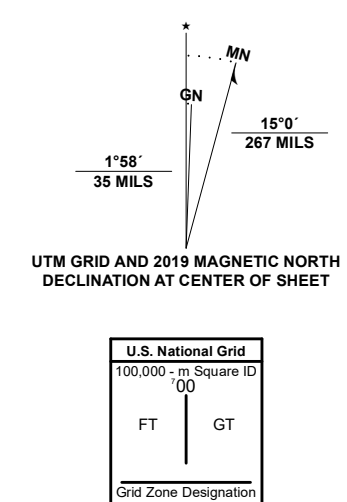 ★
MN
GN
15°0´
267 MILS
1°58´
35 MILS
UTM GRID AND 2019 MAGNETIC NORTH
DECLINATION AT CENTER OF SHEET
U.S. National Grid
100,000 - m Square ID
⁷00
FT GT
Grid Zone Designation